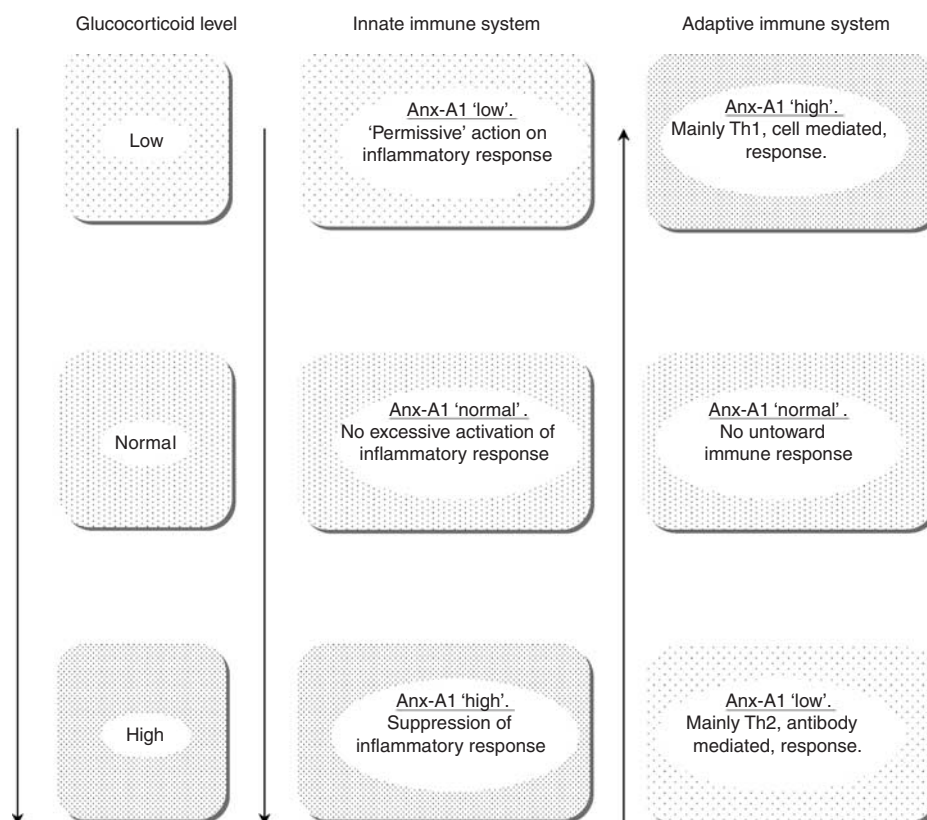 Glucocorticoid level
Innate immune system
Adaptive immune system
Low
Anx-A1 'low'.
'Permissive' action on
inflammatory response
Anx-A1 'high'.
Mainly Th1, cell mediated,
response.
Normal
Anx-A1 'normal'.
No excessive activation of
inflammatory response
Anx-A1 'normal'.
No untoward
immune response
High
Anx-A1 'high'.
Suppression of
inflammatory response
Anx-A1 'low'.
Mainly Th2, antibody
mediated, response.